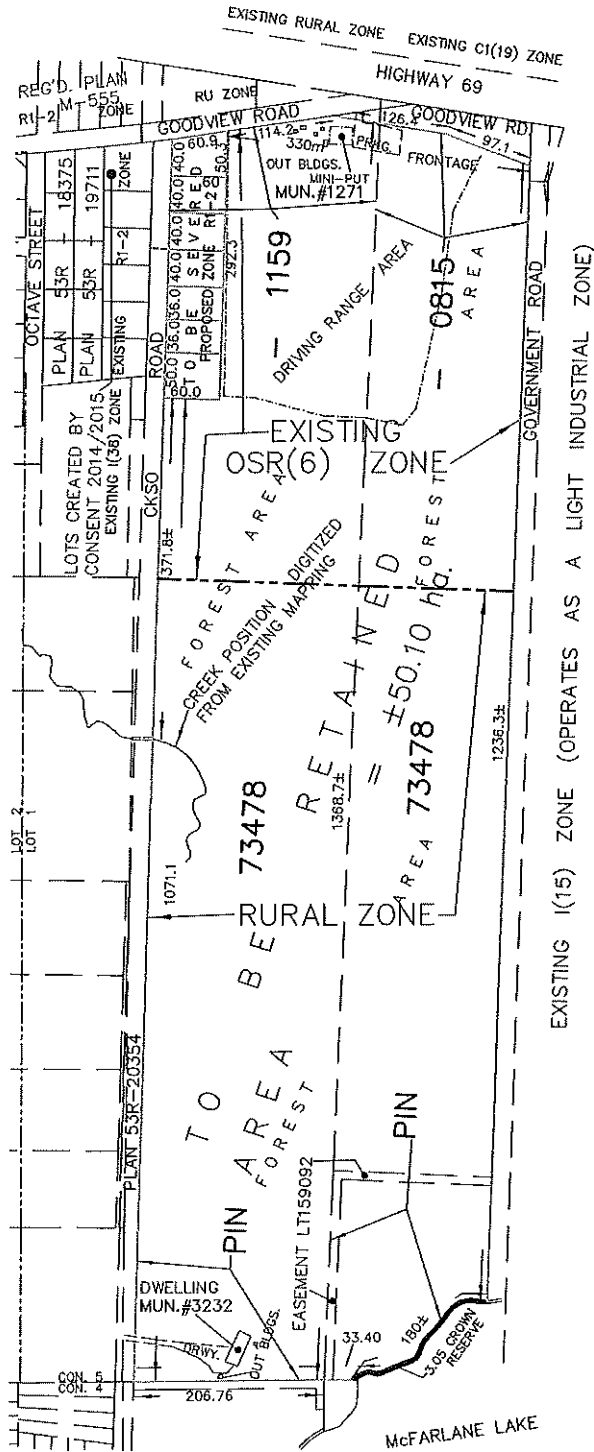 EXISTING RURAL ZONE EXISTING C1(19) ZONE
HIGHWAY 69
REG'D. PLAN
M-555
R1-2 ZONE
RU ZONE
GOODVIEW ROAD
GOODVIEW RD.
60.9
114.2
126.4
97.1
330m²
PRKG.
FRONTAGE
OUT BLDGS.
MINI-PUT
MUN.#1271
OCTAVE STREET
PLAN 53R - 18375
PLAN 53R - 19711
EXISTING R1-2 ZONE
ROAD
CKSO
50.0 36.0 36.0 40.0 40.0 40.0 40.0
TO BE SEVERED
PROPOSED ZONE R1-2
60
50.3
60.0
292.3
1159
0815
DRIVING RANGE AREA
AREA
GOVERNMENT ROAD
EXISTING
OSR(6) ZONE
LOTS CREATED BY
CONSENT 2014/2015
EXISTING I(38) ZONE
371.8±
FOREST AREA
FOREST
CREEK POSITION DIGITIZED
FROM EXISTING MAPPING
TO BE RETAINED
AREA = ±50.10 ha.
73478
73478
1368.7±
1236.3±
LOT 2
LOT 1
1071.1
RURAL ZONE
EXISTING I(15) ZONE (OPERATES AS A LIGHT INDUSTRIAL ZONE)
PLAN 53R-20354
AREA
FOREST
PIN
PIN
EASEMENT LT159092
DWELLING
MUN.#3232
DRWY.
OUT BLDGS.
33.40
180±
3.05 CROWN
RESERVE
CON. 5
CON. 4
206.76
McFARLANE LAKE